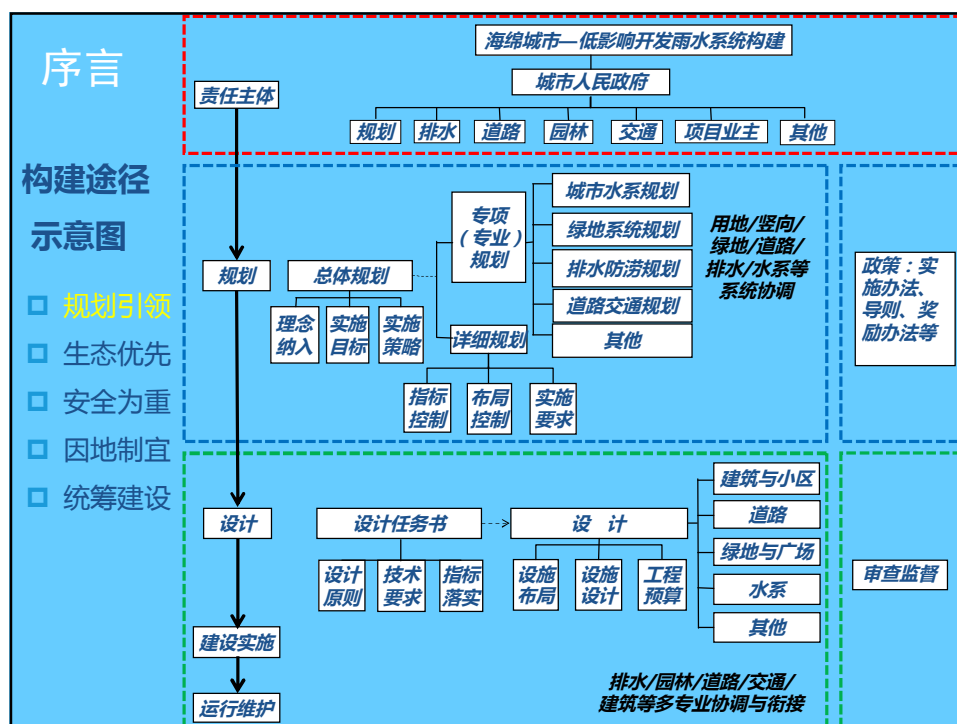 序言
构建途径
示意图
规划引领
生态优先
安全为重
因地制宜
统筹建设
海绵城市—低影响开发雨水系统构建
城市人民政府
责任主体
规划
排水
道路
园林
交通
项目业主
其他
规划
总体规划
理念
纳入
实施
目标
实施
策略
专项
（专业）
规划
城市水系规划
绿地系统规划
排水防涝规划
道路交通规划
其他
详细规划
指标
控制
布局
控制
实施
要求
用地/竖向/
绿地/道路/
排水/水系等
系统协调
政策：实
施办法、
导则、奖
励办法等
设计
设计任务书
设计
原则
技术
要求
指标
落实
设 计
设施
布局
设施
设计
工程
预算
建筑与小区
道路
绿地与广场
水系
其他
审查监督
建设实施
运行维护
排水/园林/道路/交通/
建筑等多专业协调与衔接